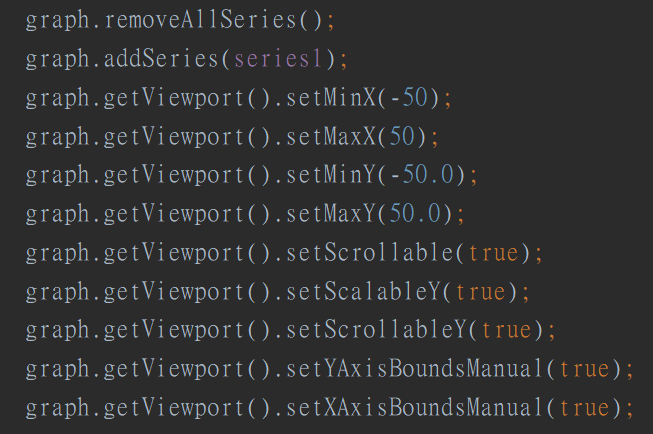 graph.removeAllSeries();
graph.addSeries(series1);
graph.getViewport().setMinX(-50);
graph.getViewport().setMaxX(50);
graph.getViewport().setMinY(-50.0);
graph.getViewport().setMaxY(50.0);
graph.getViewport().setScrollable(true);
graph.getViewport().setScalableY(true);
graph.getViewport().setScrollableY(true);
graph.getViewport().setYAxisBoundsManual(true);
graph.getViewport().setXAxisBoundsManual(true);